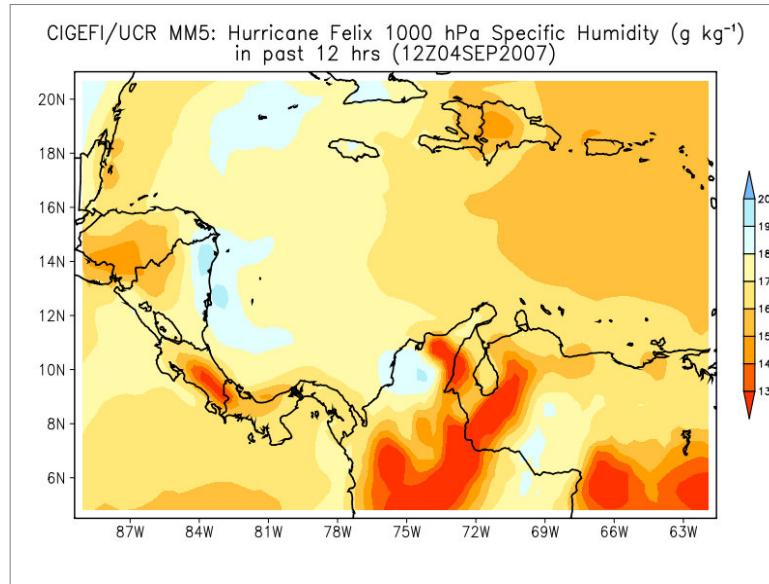 CIGEFI/UCR MM5: Hurricane Felix 1000 hPa Specific Humidity (g kg⁻¹)
in past 12 hrs (12Z04SEP2007)
20N
18N
16N
14N
12N
10N
8N
6N
87W 84W 81W 78W 75W 72W 69W 66W 63W
20
19
18
17
16
15
14
13